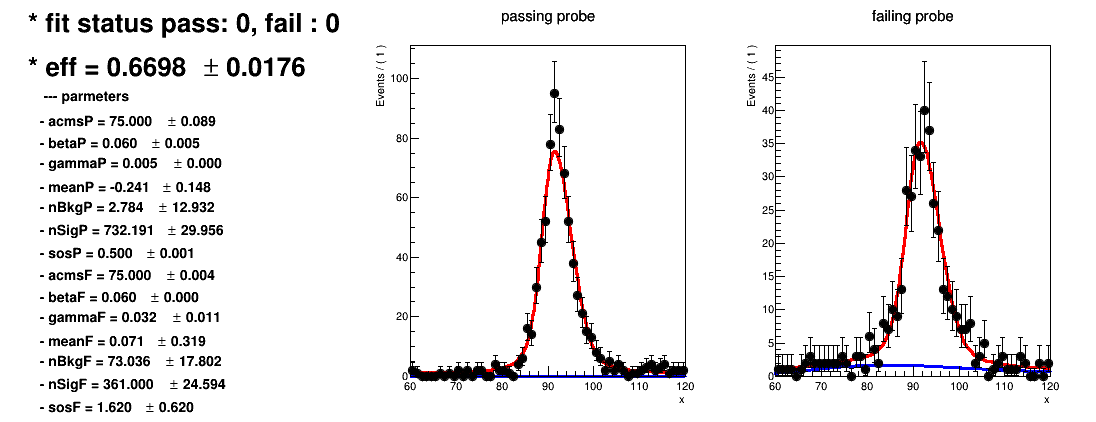 * fit status pass: 0, fail : 0
* eff = 0.6698 ± 0.0176
--- parmeters
- acmsP = 75.000 ± 0.089
- betaP = 0.060 ± 0.005
- gammaP = 0.005 ± 0.000
- meanP = -0.241 ± 0.148
- nBkgP = 2.784 ± 12.932
- nSigP = 732.191 ± 29.956
- sosP = 0.500 ± 0.001
- acmsF = 75.000 ± 0.004
- betaF = 0.060 ± 0.000
- gammaF = 0.032 ± 0.011
- meanF = 0.071 ± 0.319
- nBkgF = 73.036 ± 17.802
- nSigF = 361.000 ± 24.594
- sosF = 1.620 ± 0.620
passing probe
Events / ( 1 )
100
80
60
40
20
0
60 70 80 90 100 110 120
x
failing probe
Events / ( 1 )
45
40
35
30
25
20
15
10
5
0
60 70 80 90 100 110 120
x